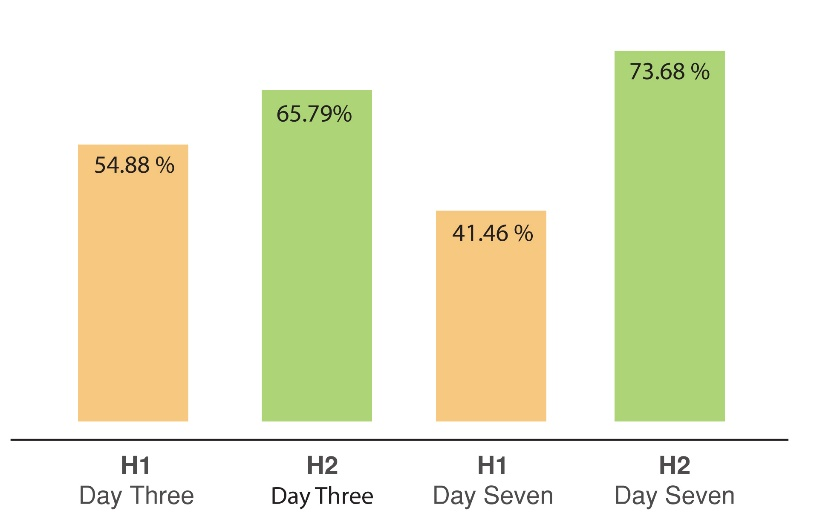 54.88 %
65.79%
41.46 %
73.68 %
H1
Day Three
H2
Day Three
H1
Day Seven
H2
Day Seven